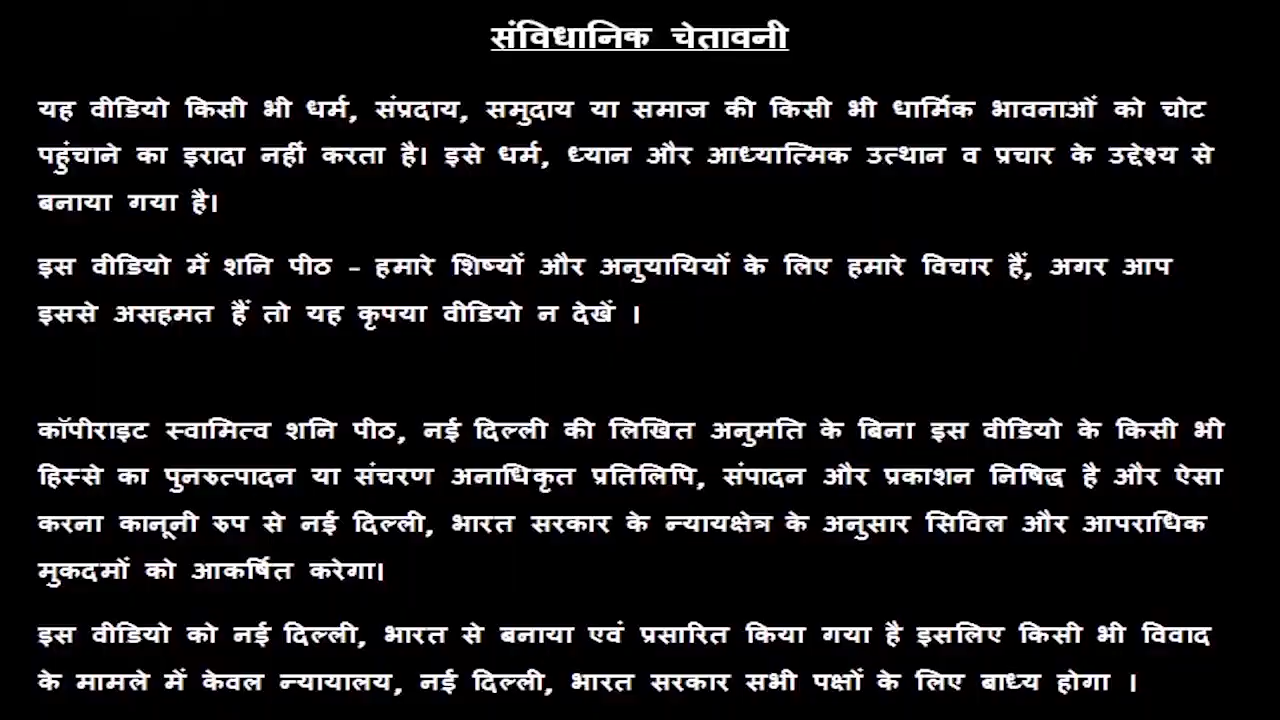 संविधानिक चेतावनी
यह वीडियो किसी भी धर्म, संप्रदाय, समुदाय या समाज की किसी भी धार्मिक भावनाओं को चोट
पहुंचाने का इरादा नहीं करता है। इसे धर्म, ध्यान और आध्यात्मिक उत्थान व प्रचार के उद्देश्य से
बनाया गया है।
इस वीडियो में शनि पीठ – हमारे शिष्यों और अनुयायियों के लिए हमारे विचार हैं, अगर आप
इससे असहमत हैं तो यह कृपया वीडियो न देखें ।
कॉपीराइट स्वामित्व शनि पीठ, नई दिल्ली की लिखित अनुमति के बिना इस वीडियो के किसी भी
हिस्से का पुनरुत्पादन या संचरण अनाधिकृत प्रतिलिपि, संपादन और प्रकाशन निषिद्ध है और ऐसा
करना कानूनी रुप से नई दिल्ली, भारत सरकार के न्यायक्षेत्र के अनुसार सिविल और आपराधिक
मुकदमों को आकर्षित करेगा।
इस वीडियो को नई दिल्ली, भारत से बनाया एवं प्रसारित किया गया है इसलिए किसी भी विवाद
के मामले में केवल न्यायालय, नई दिल्ली, भारत सरकार सभी पक्षों के लिए बाध्य होगा ।